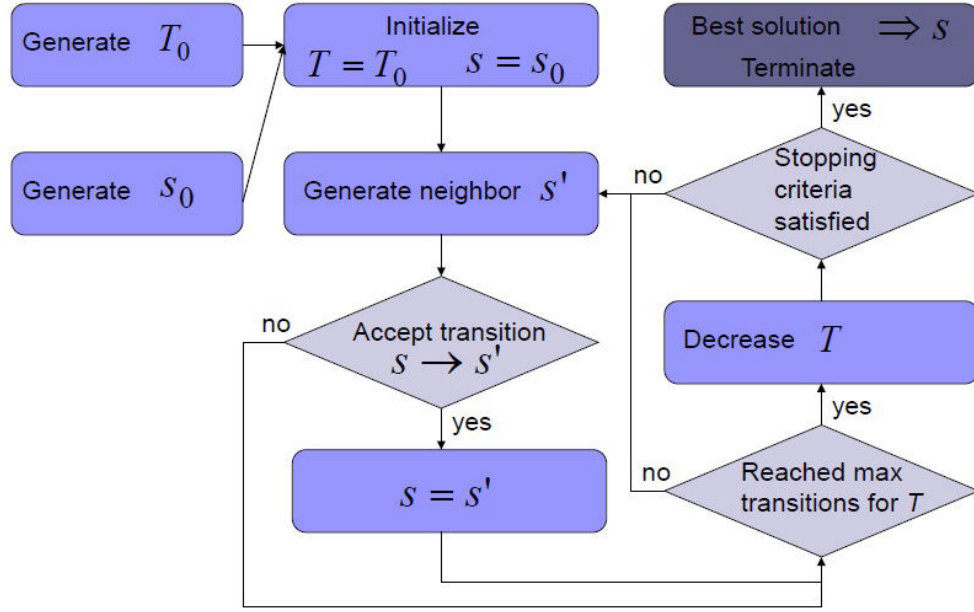 Generate T₀
Initialize
T = T₀ s = s₀
Generate s₀
Generate neighbor s'
no
Accept transition
s → s'
yes
s = s'
Best solution ⇒ s
Terminate
yes
Stopping
criteria
satisfied
no
Decrease T
yes
Reached max
transitions for T
no